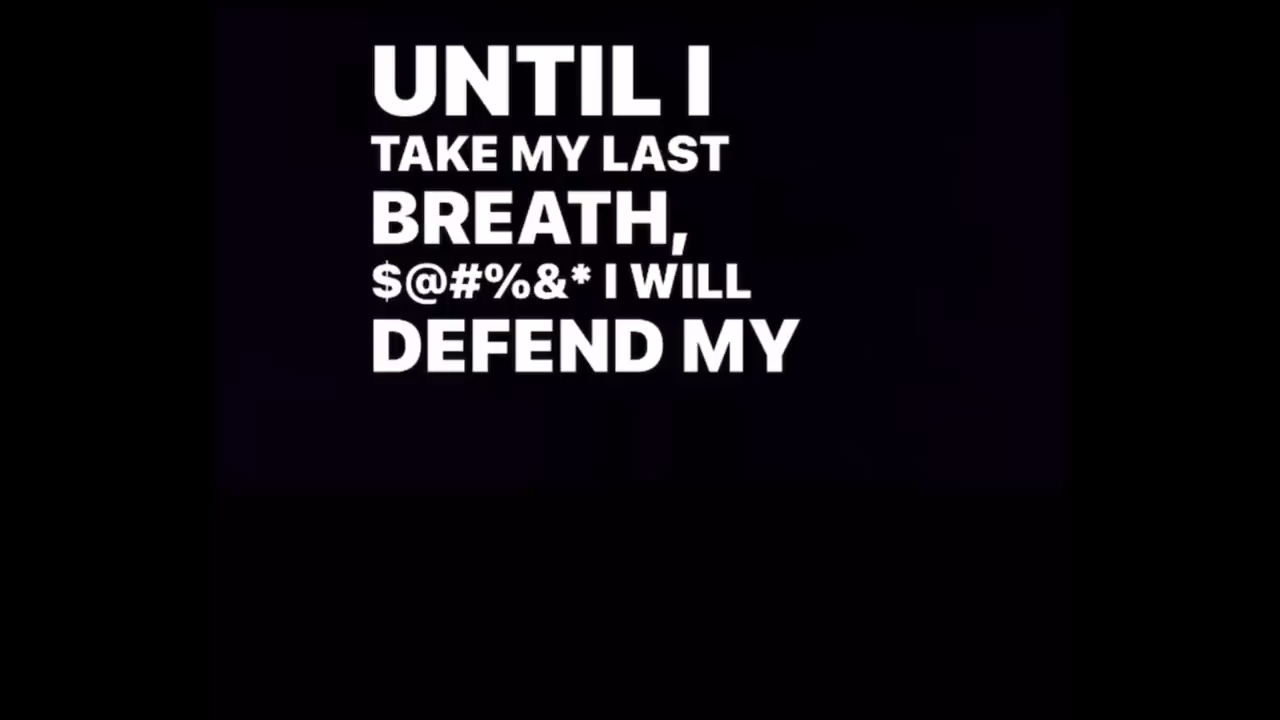 UNTIL I
TAKE MY LAST
BREATH,
$@#%&* I WILL
DEFEND MY